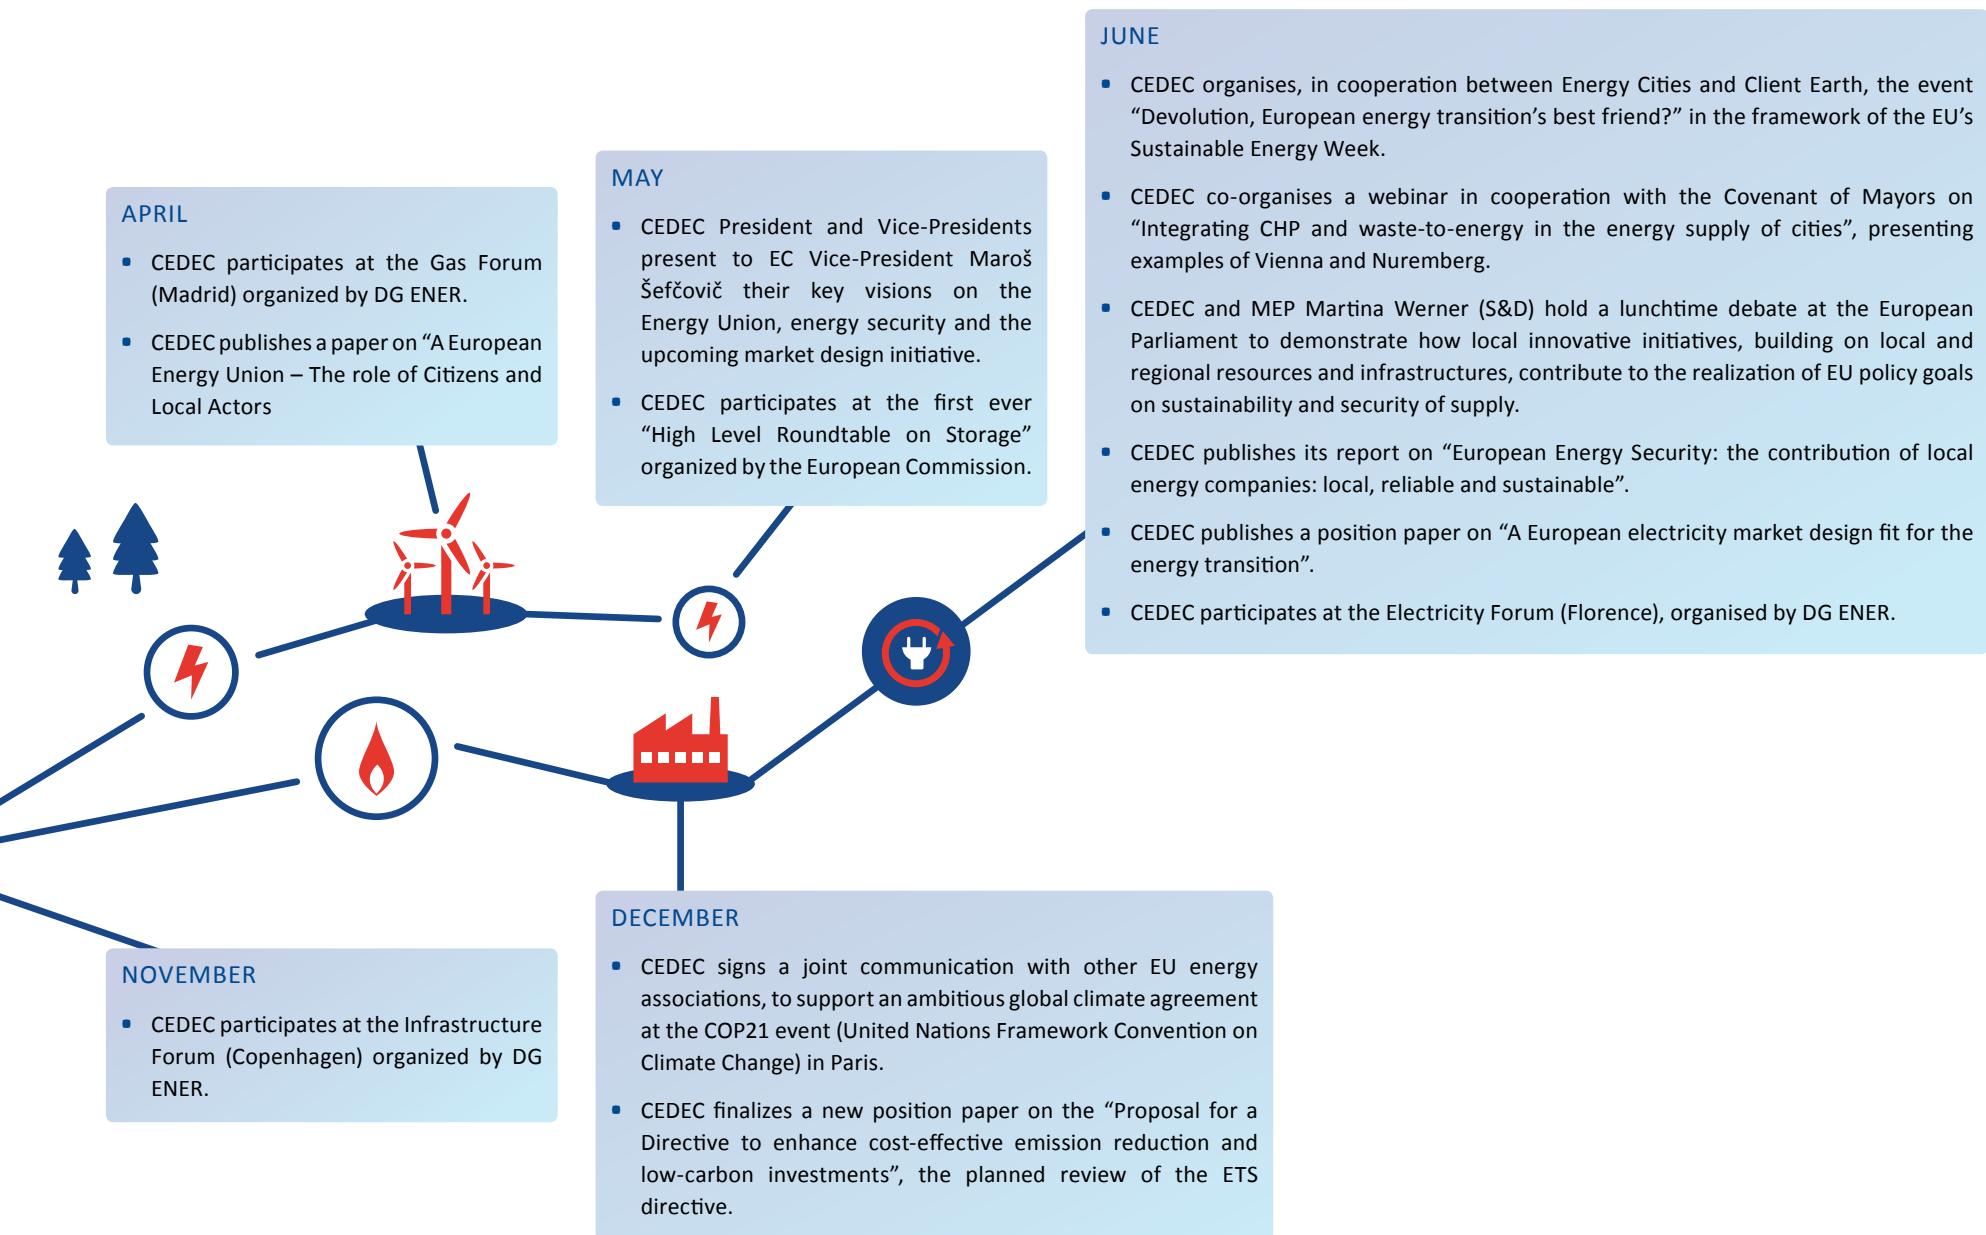 APRIL
CEDEC participates at the Gas Forum
(Madrid) organized by DG ENER.
CEDEC publishes a paper on “A European
Energy Union – The role of Citizens and
Local Actors
MAY
CEDEC President and Vice-Presidents
present to EC Vice-President Maroš
Šefčovič their key visions on the
Energy Union, energy security and the
upcoming market design initiative.
CEDEC participates at the first ever
“High Level Roundtable on Storage”
organized by the European Commission.
JUNE
CEDEC organises, in cooperation between Energy Cities and Client Earth, the event
“Devolution, European energy transition’s best friend?” in the framework of the EU’s
Sustainable Energy Week.
CEDEC co-organises a webinar in cooperation with the Covenant of Mayors on
“Integrating CHP and waste-to-energy in the energy supply of cities”, presenting
examples of Vienna and Nuremberg.
CEDEC and MEP Martina Werner (S&D) hold a lunchtime debate at the European
Parliament to demonstrate how local innovative initiatives, building on local and
regional resources and infrastructures, contribute to the realization of EU policy goals
on sustainability and security of supply.
CEDEC publishes its report on “European Energy Security: the contribution of local
energy companies: local, reliable and sustainable”.
CEDEC publishes a position paper on “A European electricity market design fit for the
energy transition”.
CEDEC participates at the Electricity Forum (Florence), organised by DG ENER.
NOVEMBER
CEDEC participates at the Infrastructure
Forum (Copenhagen) organized by DG
ENER.
DECEMBER
CEDEC signs a joint communication with other EU energy
associations, to support an ambitious global climate agreement
at the COP21 event (United Nations Framework Convention on
Climate Change) in Paris.
CEDEC finalizes a new position paper on the “Proposal for a
Directive to enhance cost-effective emission reduction and
low-carbon investments”, the planned review of the ETS
directive.